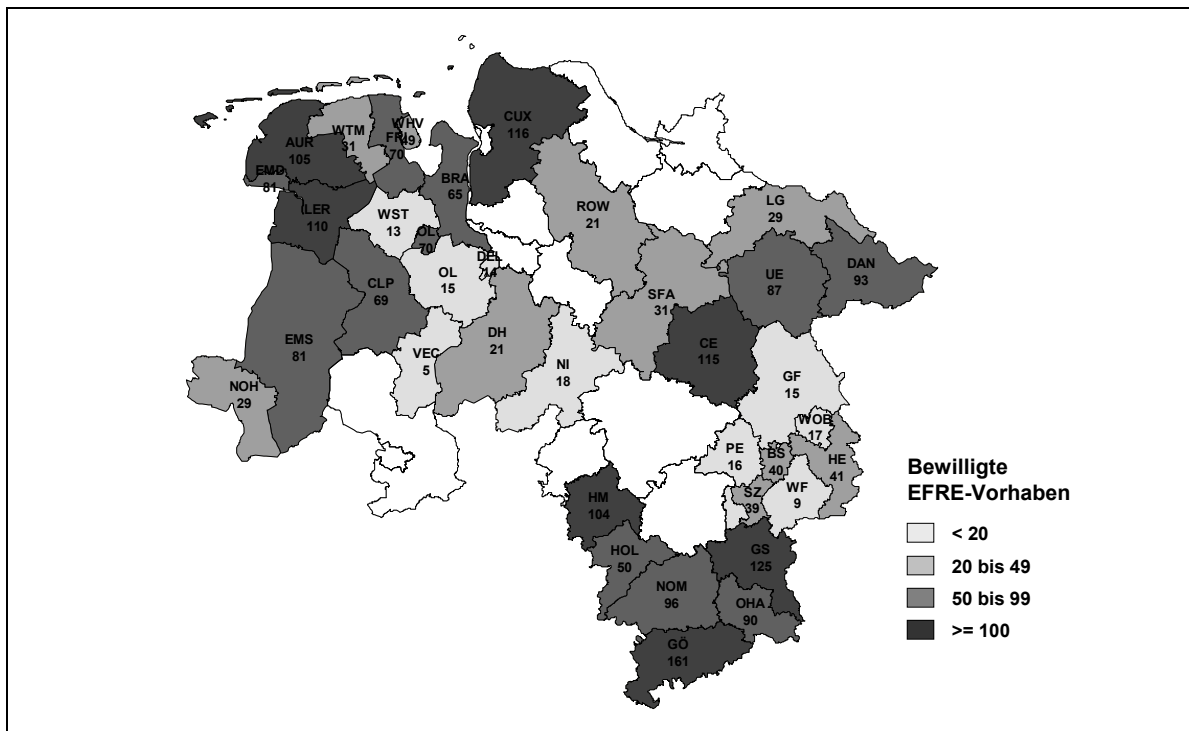 CUX
116
WHV
49
WTM
31
FRI
70
AUR
105
EMD
81
BRA
65
LER
110
ROW
21
LG
29
WST
13
OL
70
DEL
14
OL
15
UE
87
DAN
93
CLP
69
SFA
31
DH
21
EMS
81
CE
115
VEC
5
NI
18
GF
15
NOH
29
WOB
17
PE
16
BS
40
HE
41
SZ
39
WF
9
HM
104
HOL
50
GS
125
NOM
96
OHA
90
GÖ
161
Bewilligte
EFRE-Vorhaben
< 20
20 bis 49
50 bis 99
>= 100